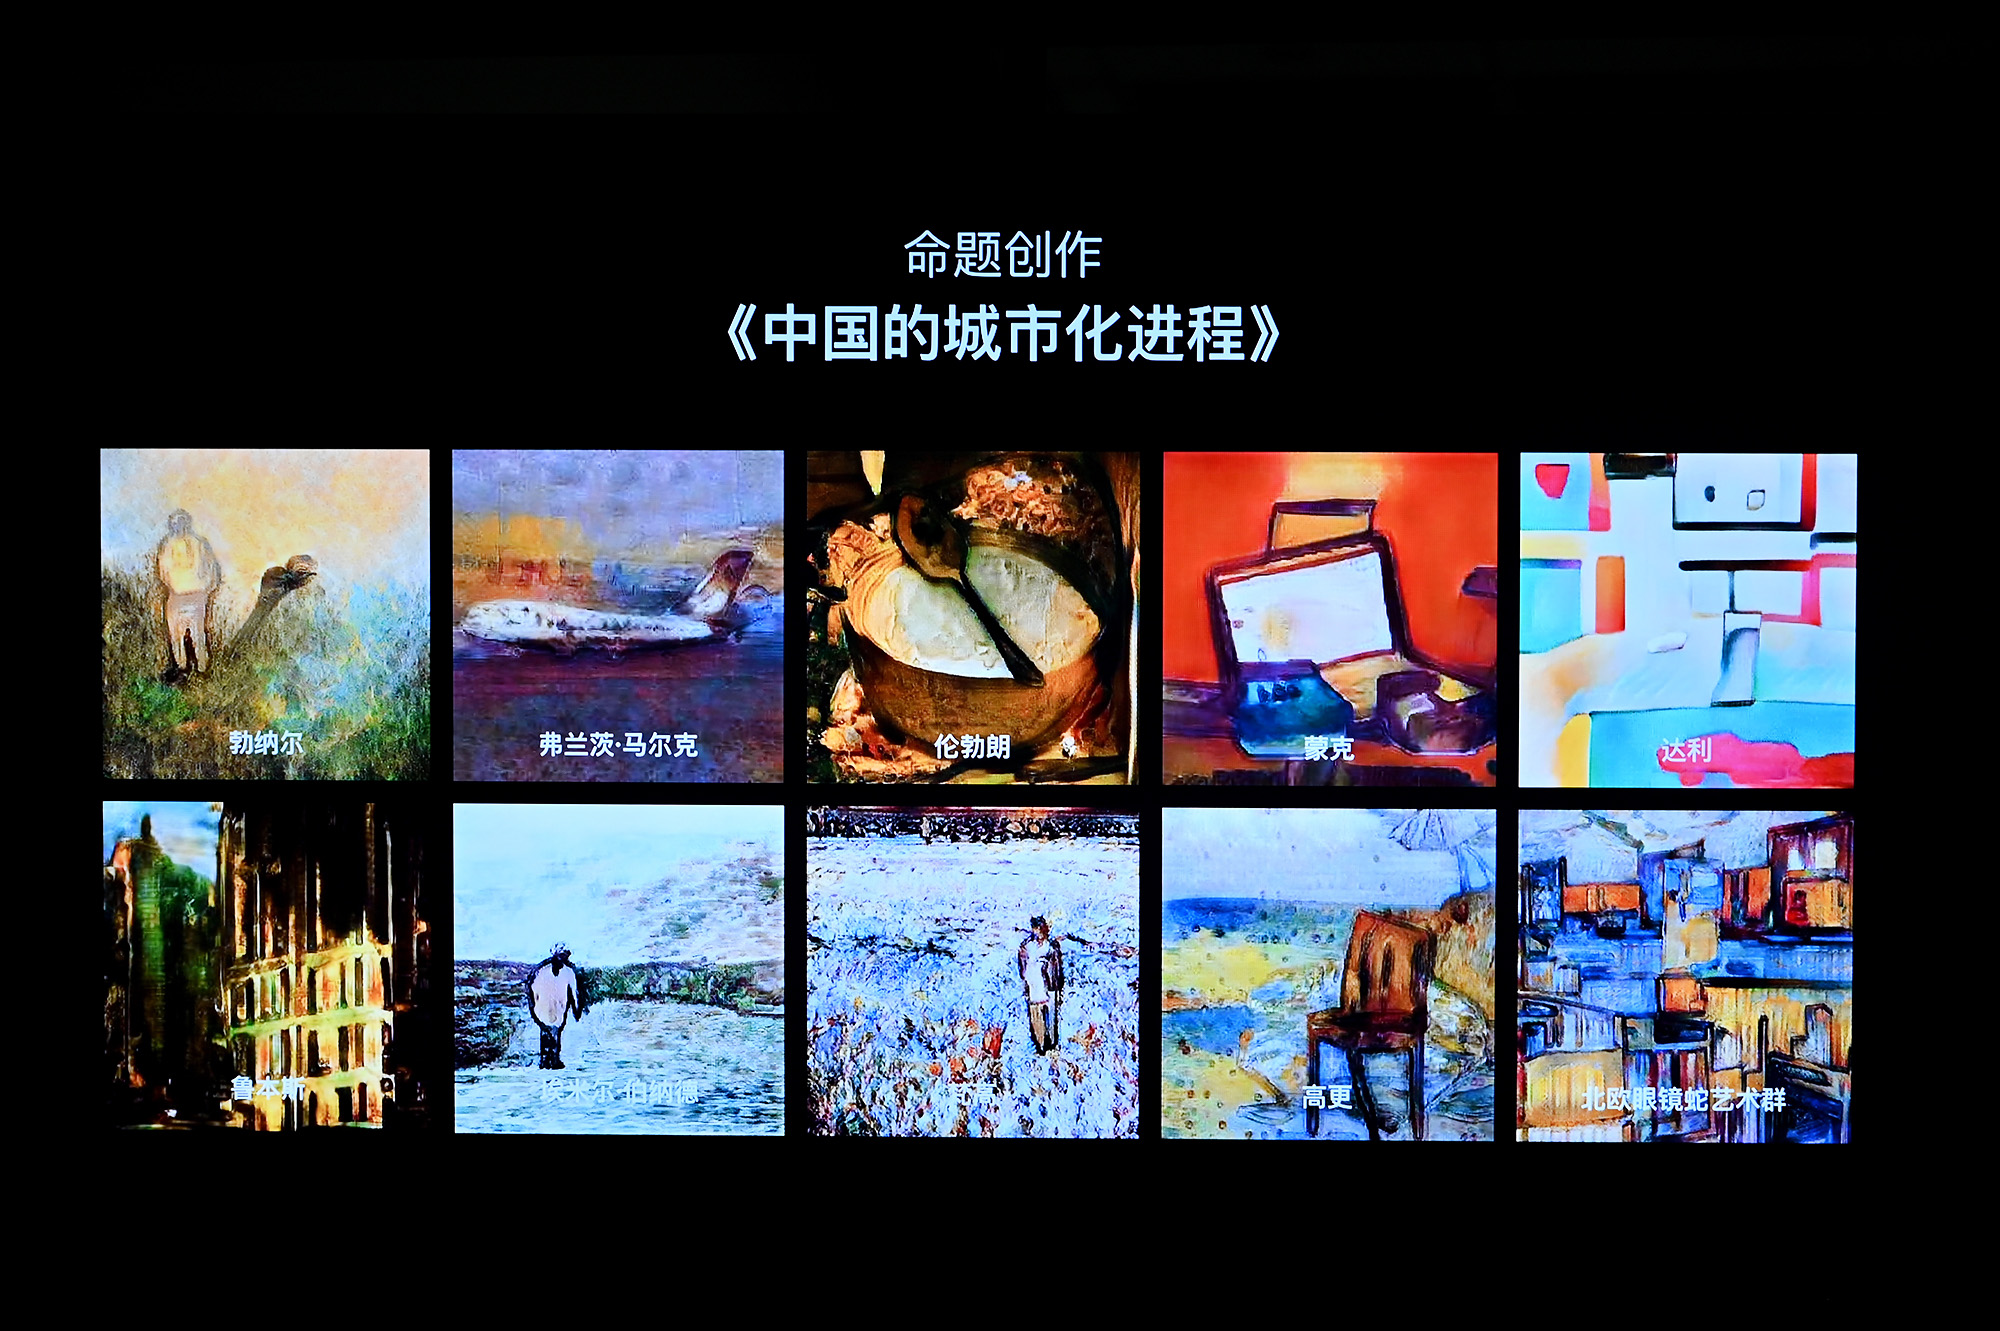 命题创作
《中国的城市化进程》
勃纳尔
弗兰茨·马尔克
伦勃朗
蒙克
达利
鲁本斯
埃米尔·伯纳德
梵高
高更
北欧眼镜蛇艺术群